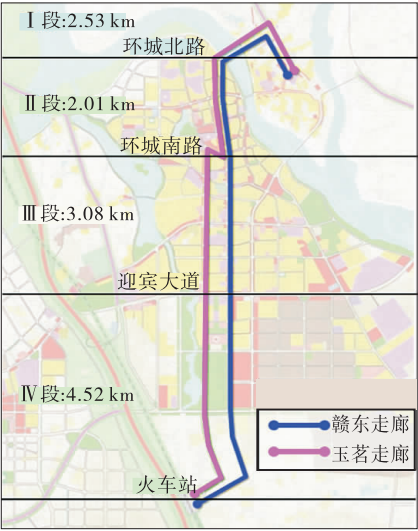 Ⅰ段:2.53 km
环城北路
Ⅱ段:2.01 km
环城南路
Ⅲ段:3.08 km
迎宾大道
Ⅳ段:4.52 km
赣东走廊
玉茗走廊
火车站